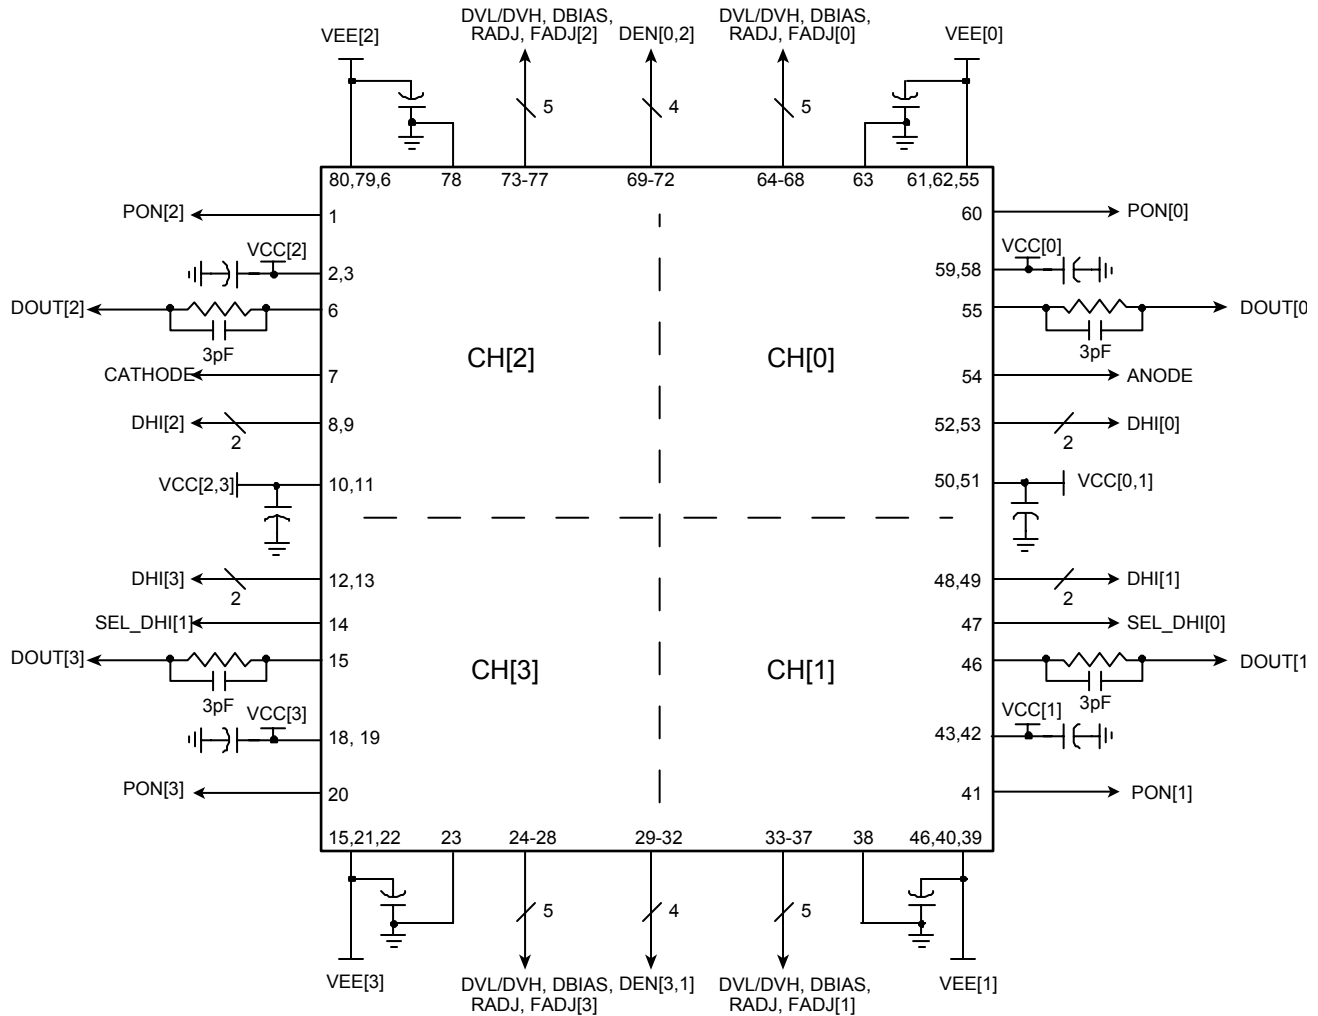 DVL/DVH, DBIAS,
RADJ, FADJ[2]
DEN[0,2]
DVL/DVH, DBIAS,
RADJ, FADJ[0]
VEE[2]
VEE[0]
5
4
5
80,79,6
78
73-77
69-72
64-68
63
61,62,55
PON[2]
1
60
PON[0]
VCC[2]
2,3
VCC[0]
59,58
DOUT[2]
6
3pF
55
DOUT[0
3pF
CH[2]
CH[0]
CATHODE
7
54
ANODE
DHI[2]
2
8,9
52,53
2
DHI[0]
VCC[2,3]
10,11
50,51
VCC[0,1]
DHI[3]
2
12,13
48,49
2
DHI[1]
SEL_DHI[1]
14
47
SEL_DHI[0]
DOUT[3]
15
3pF
46
DOUT[1
3pF
CH[3]
CH[1]
VCC[3]
18, 19
VCC[1]
43,42
PON[3]
20
41
PON[1]
15,21,22
23
24-28
29-32
33-37
38
46,40,39
5
4
5
VEE[3]
VEE[1]
DVL/DVH, DBIAS,
RADJ, FADJ[3]
DEN[3,1]
DVL/DVH, DBIAS,
RADJ, FADJ[1]